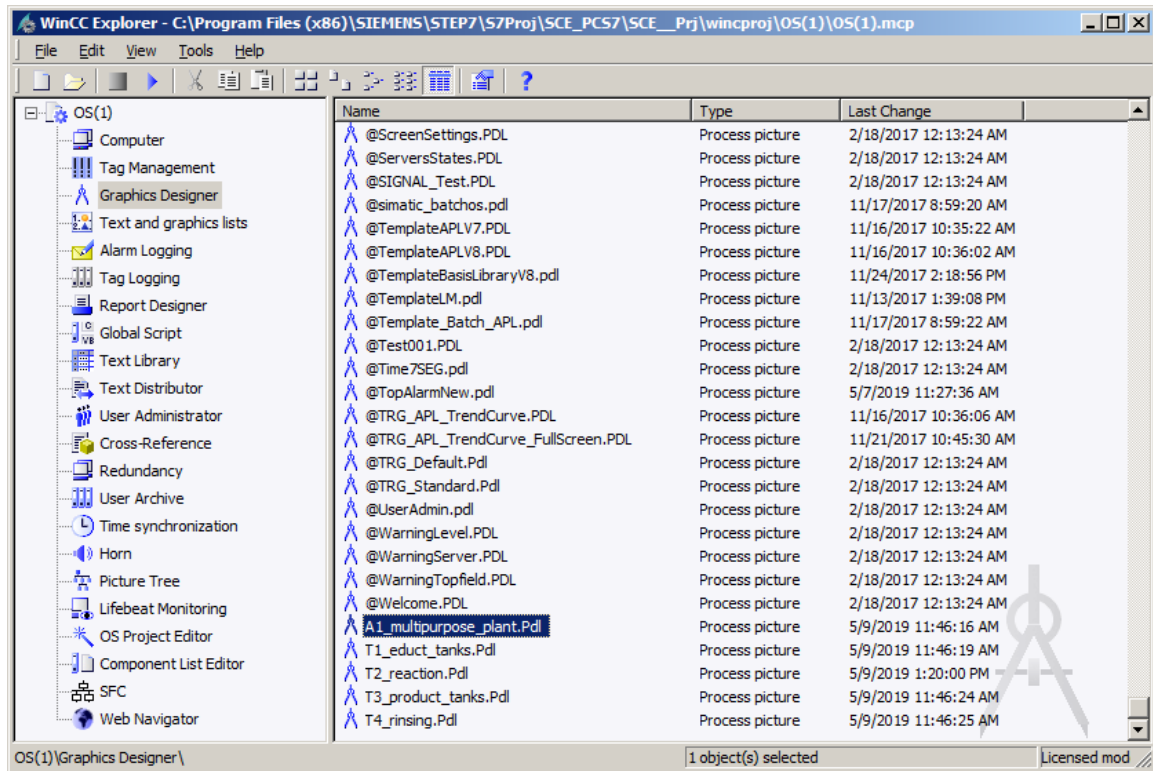 WinCC Explorer - C:\Program Files (x86)\SIEMENS\STEP7\S7Proj\SCE_PCS7\SCE__Prj\wincproj\OS(1)\OS(1).mcp
File Edit View Tools Help
OS(1)
Computer
Tag Management
Graphics Designer
Text and graphics lists
Alarm Logging
Tag Logging
Report Designer
Global Script
Text Library
Text Distributor
User Administrator
Cross-Reference
Redundancy
User Archive
Time synchronization
Horn
Picture Tree
Lifebeat Monitoring
OS Project Editor
Component List Editor
SFC
Web Navigator
Name Type Last Change
@ScreenSettings.PDL Process picture 2/18/2017 12:13:24 AM
@ServersStates.PDL Process picture 2/18/2017 12:13:24 AM
@SIGNAL_Test.PDL Process picture 2/18/2017 12:13:24 AM
@simatic_batchos.pdl Process picture 11/17/2017 8:59:20 AM
@TemplateAPLV7.PDL Process picture 11/16/2017 10:35:22 AM
@TemplateAPLV8.PDL Process picture 11/16/2017 10:36:02 AM
@TemplateBasisLibraryV8.pdl Process picture 11/24/2017 2:18:56 PM
@TemplateLM.pdl Process picture 11/13/2017 1:39:08 PM
@Template_Batch_APL.pdl Process picture 11/17/2017 8:59:22 AM
@Test001.PDL Process picture 2/18/2017 12:13:24 AM
@Time7SEG.pdl Process picture 2/18/2017 12:13:24 AM
@TopAlarmNew.pdl Process picture 5/7/2019 11:27:36 AM
@TRG_APL_TrendCurve.PDL Process picture 11/16/2017 10:36:06 AM
@TRG_APL_TrendCurve_FullScreen.PDL Process picture 11/21/2017 10:45:30 AM
@TRG_Default.Pdl Process picture 2/18/2017 12:13:24 AM
@TRG_Standard.Pdl Process picture 2/18/2017 12:13:24 AM
@UserAdmin.pdl Process picture 2/18/2017 12:13:24 AM
@WarningLevel.PDL Process picture 2/18/2017 12:13:24 AM
@WarningServer.PDL Process picture 2/18/2017 12:13:24 AM
@WarningTopfield.PDL Process picture 2/18/2017 12:13:24 AM
@Welcome.PDL Process picture 2/18/2017 12:13:24 AM
A1_multipurpose_plant.Pdl Process picture 5/9/2019 11:46:16 AM
T1_educt_tanks.Pdl Process picture 5/9/2019 11:46:19 AM
T2_reaction.Pdl Process picture 5/9/2019 1:20:00 PM
T3_product_tanks.Pdl Process picture 5/9/2019 11:46:24 AM
T4_rinsing.Pdl Process picture 5/9/2019 11:46:25 AM
OS(1)\Graphics Designer\ 1 object(s) selected Licensed mod